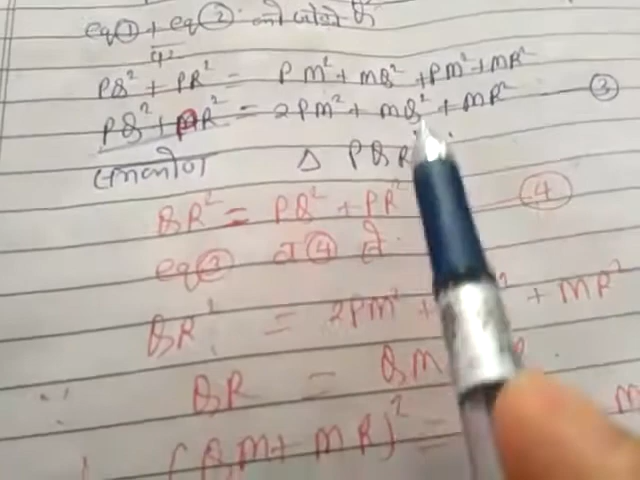 eq① + eq② को जोड़ने पर
PQ² + PR² = PM² + MQ² + PM² + MR²
PQ² + PR² = 2PM² + MQ² + MR² ③
समकोण Δ PQR
QR² = PQ² + PR² ④
eq③ व ④ से
QR² = 2PM² + ² + MR²
∵ QR = QM
(QM + MR)² = M